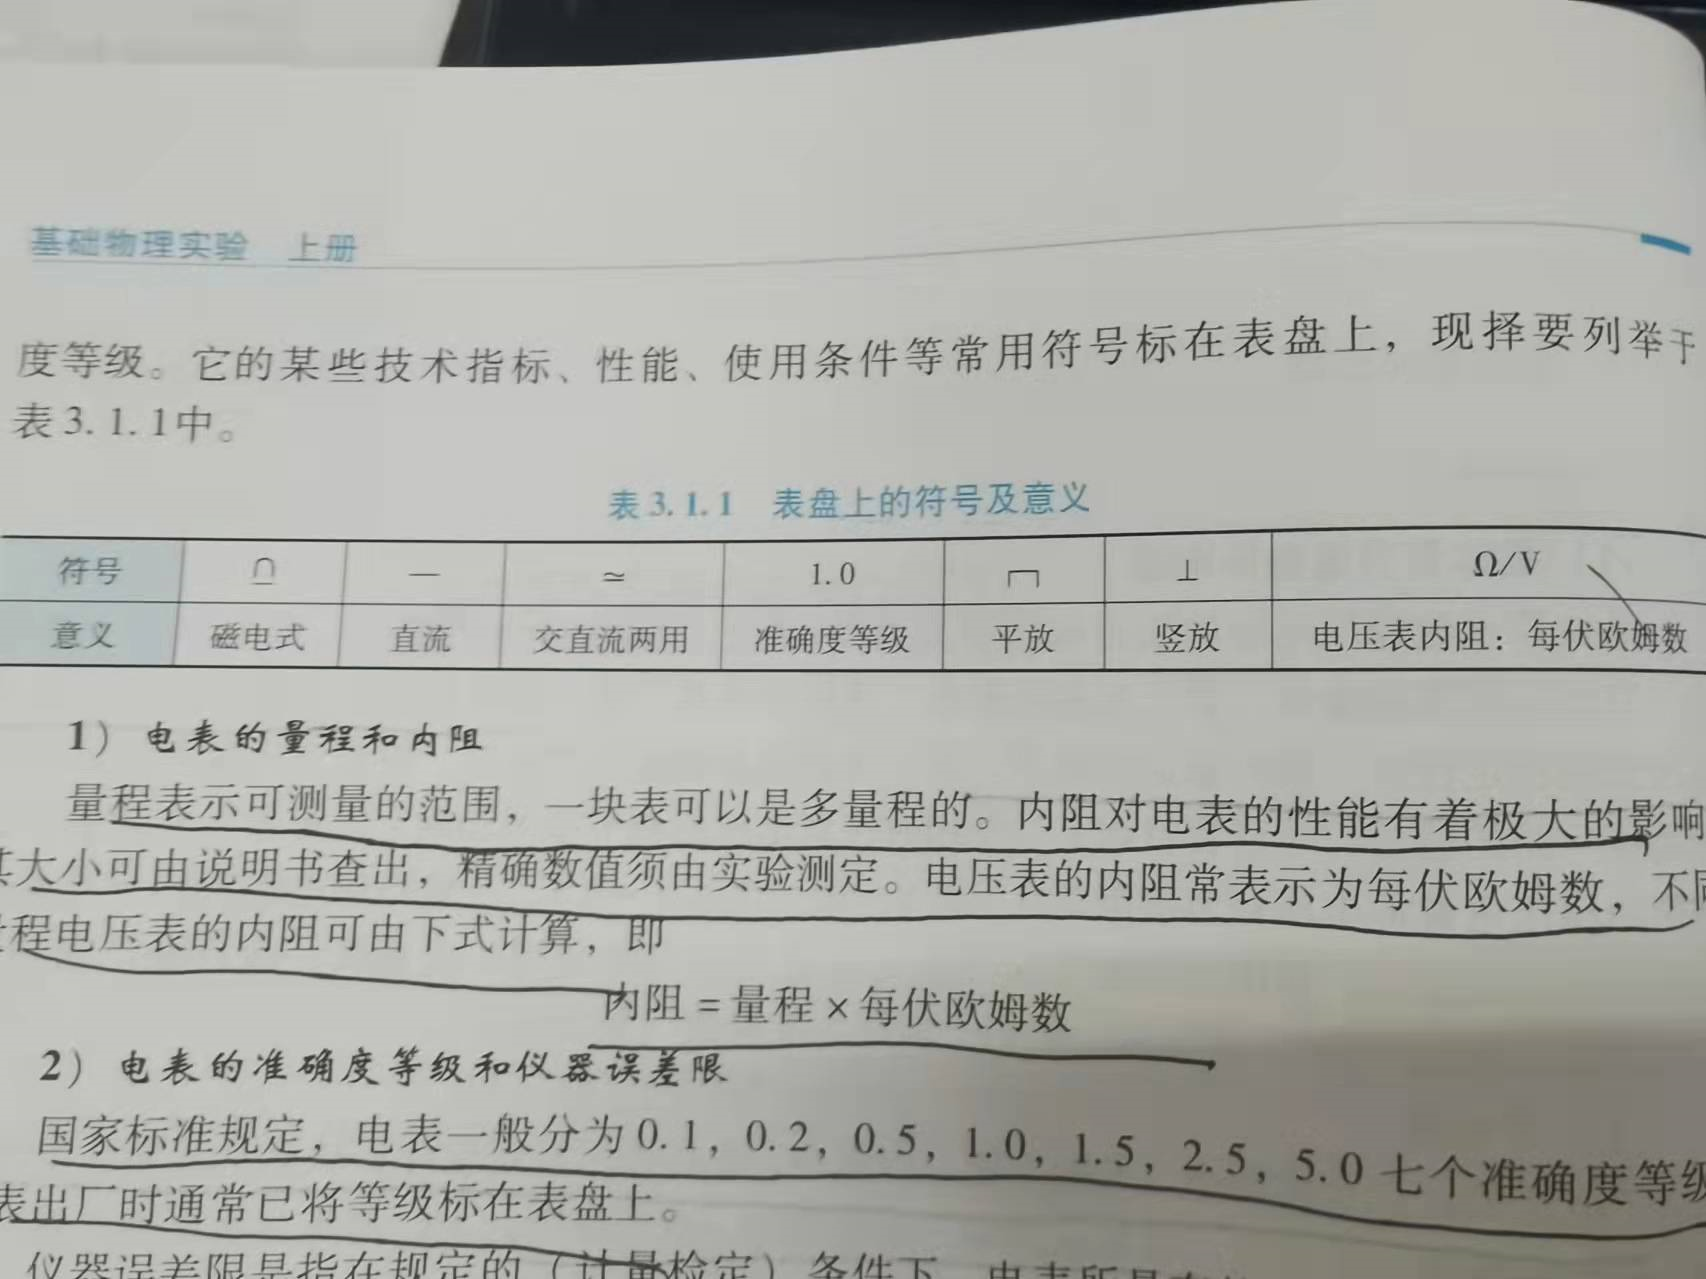 基础物理实验 上册
度等级。它的某些技术指标、性能、使用条件等常用符号标在表盘上，现择要列举于
表3.1.1中。
表3.1.1 表盘上的符号及意义
符号 ∩ — ≃ 1.0 ⊓ ⊥ Ω/V
意义 磁电式 直流 交直流两用 准确度等级 平放 竖放 电压表内阻：每伏欧姆数
1） 电表的量程和内阻
量程表示可测量的范围，一块表可以是多量程的。内阻对电表的性能有着极大的影响
其大小可由说明书查出，精确数值须由实验测定。电压表的内阻常表示为每伏欧姆数，不同
程电压表的内阻可由下式计算，即
内阻=量程×每伏欧姆数
2） 电表的准确度等级和仪器误差限
国家标准规定，电表一般分为0.1，0.2，0.5，1.0，1.5，2.5，5.0七个准确度等级
表出厂时通常已将等级标在表盘上。
仪器误差限是指在规定的（计量检定）条件下，电表所具有